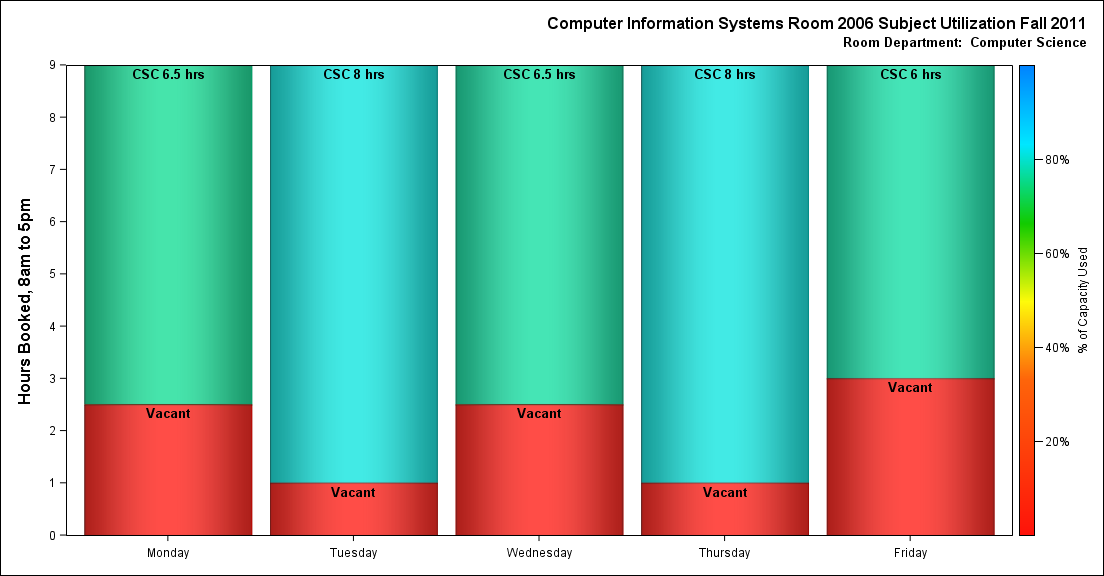 Computer Information Systems Room 2006 Subject Utilization Fall 2011
Room Department:  Computer Science
Hours Booked, 8am to 5pm
9
8
7
6
5
4
3
2
1
0
CSC 6.5 hrs
CSC 8 hrs
CSC 6.5 hrs
CSC 8 hrs
CSC 6 hrs
Vacant
Vacant
Vacant
Vacant
Vacant
Monday
Tuesday
Wednesday
Thursday
Friday
80%
60%
40%
20%
% of Capacity Used